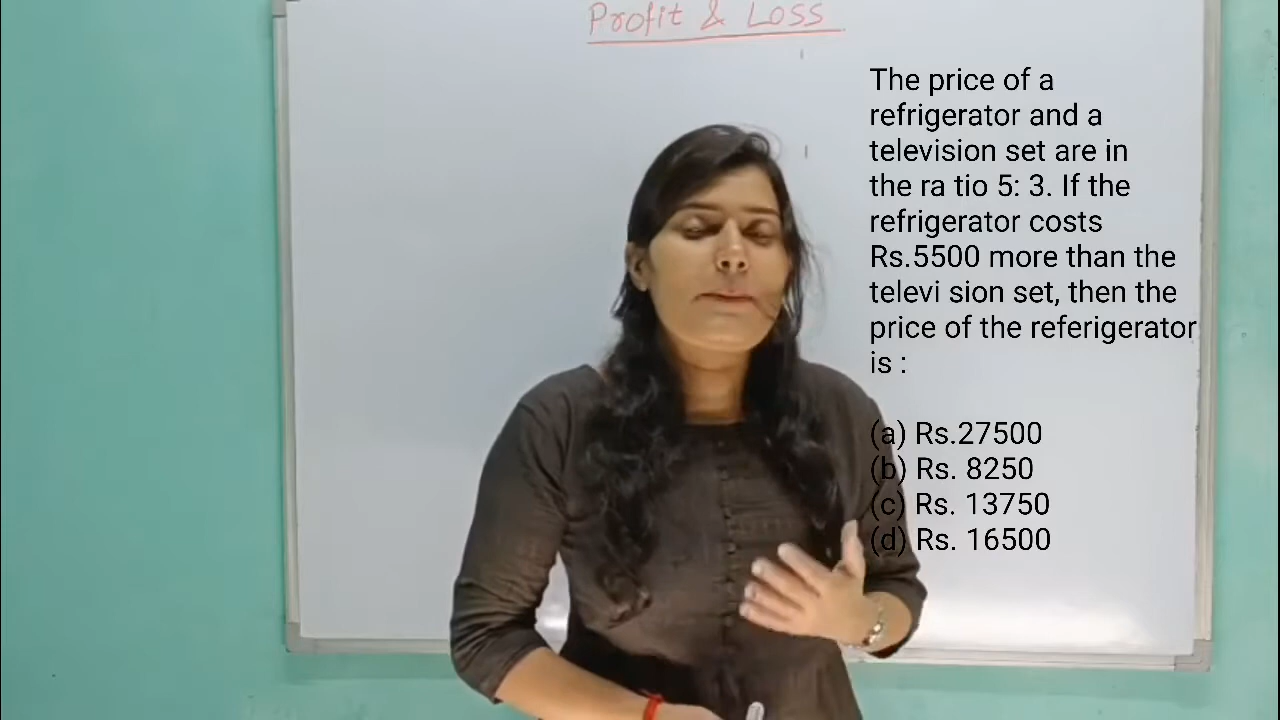 Profit & Loss
The price of a
refrigerator and a
television set are in
the ra tio 5: 3. If the
refrigerator costs
Rs.5500 more than the
televi sion set, then the
price of the referigerator
is :
(a) Rs.27500
(b) Rs. 8250
(c) Rs. 13750
(d) Rs. 16500